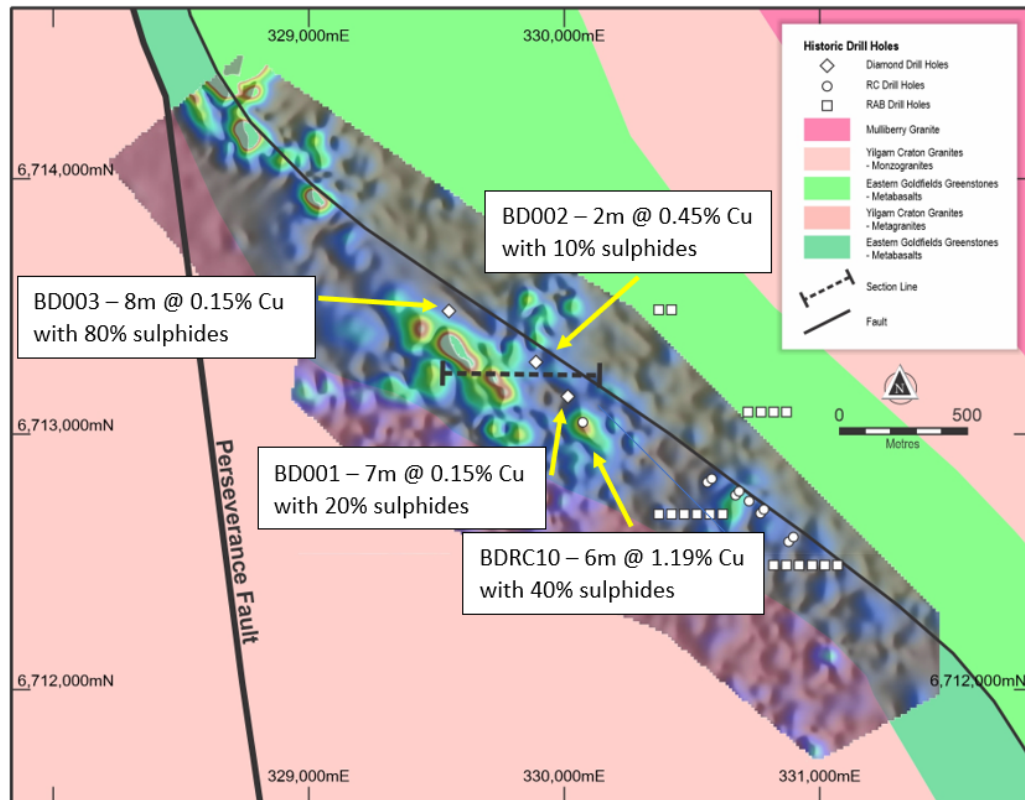 329,000mE
330,000mE
Historic Drill Holes
Diamond Drill Holes
RC Drill Holes
RAB Drill Holes
Mulliberry Granite
Yilgarn Craton Granites
- Monzogranites
Eastern Goldfields Greenstones
- Metabasalts
Yilgarn Craton Granites
- Metagranites
Eastern Goldfields Greenstones
- Metabasalts
Section Line
Fault
6,714,000mN
BD002 – 2m @ 0.45% Cu
with 10% sulphides
BD003 – 8m @ 0.15% Cu
with 80% sulphides
N
0
500
Metres
6,713,000mN
BD001 – 7m @ 0.15% Cu
with 20% sulphides
Perseverance Fault
BDRC10 – 6m @ 1.19% Cu
with 40% sulphides
6,712,000mN
6,712,000mN
329,000mE
330,000mE
331,000mE